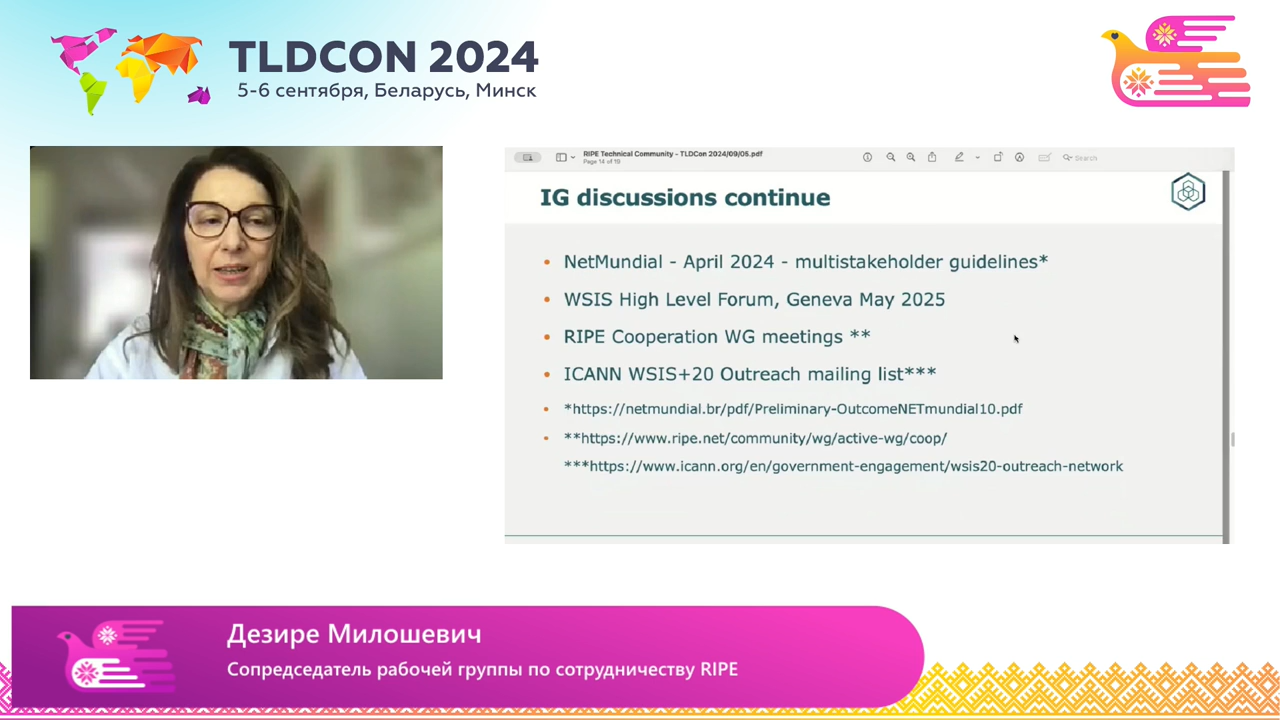 TLDCON 2024
5-6 сентября, Беларусь, Минск
RIPE Technical Community - TLDCon 2024/09/05.pdf
Page 14 of 19
Search
IG discussions continue
• NetMundial - April 2024 - multistakeholder guidelines*
• WSIS High Level Forum, Geneva May 2025
• RIPE Cooperation WG meetings **
• ICANN WSIS+20 Outreach mailing list***
• *https://netmundial.br/pdf/Preliminary-OutcomeNETmundial10.pdf
• **https://www.ripe.net/community/wg/active-wg/coop/
***https://www.icann.org/en/government-engagement/wsis20-outreach-network
Дезире Милошевич
Сопредседатель рабочей группы по сотрудничеству RIPE